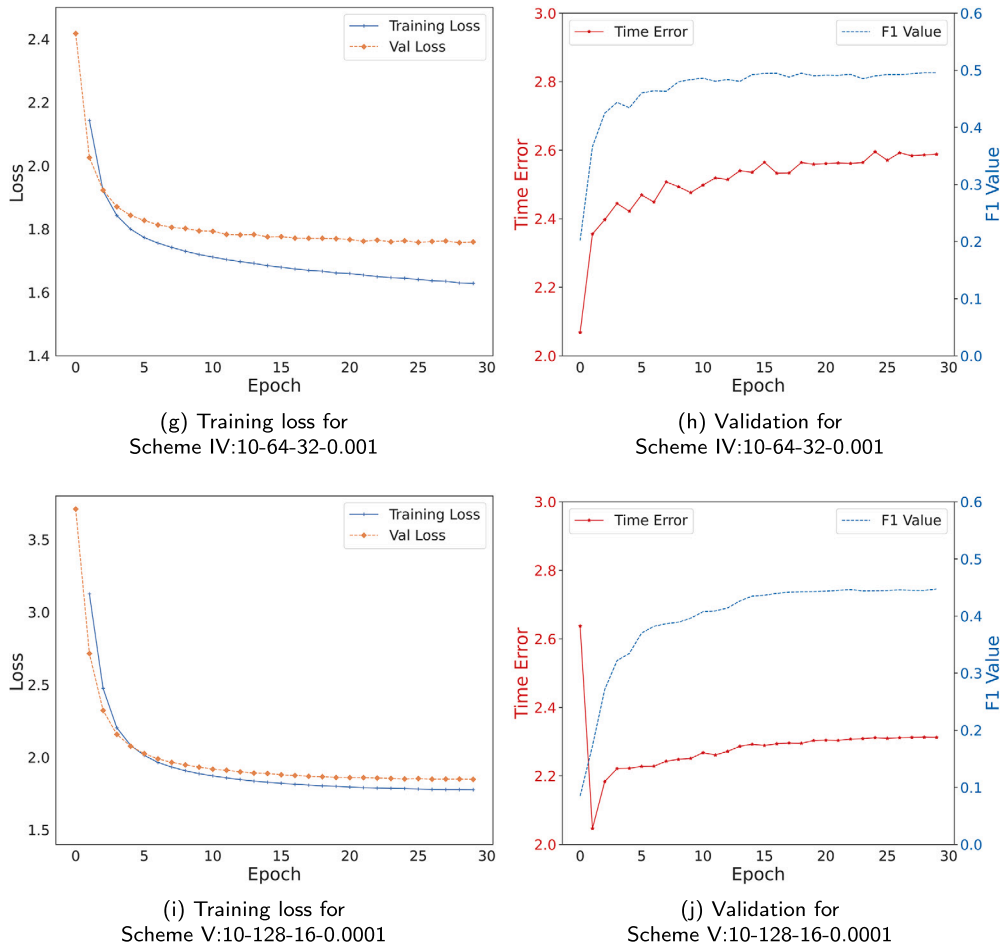 2.4
2.2
2.0
1.8
1.6
1.4
Loss
Training Loss
Val Loss
0 5 10 15 20 25 30
Epoch
(g) Training loss for
Scheme IV:10-64-32-0.001
3.0
2.8
2.6
2.4
2.2
2.0
Time Error
Time Error
F1 Value
0.6
0.5
0.4
0.3
0.2
0.1
0.0
F1 Value
0 5 10 15 20 25 30
Epoch
(h) Validation for
Scheme IV:10-64-32-0.001
3.5
3.0
2.5
2.0
1.5
Loss
Training Loss
Val Loss
0 5 10 15 20 25 30
Epoch
(i) Training loss for
Scheme V:10-128-16-0.0001
3.0
2.8
2.6
2.4
2.2
2.0
Time Error
Time Error
F1 Value
0.6
0.5
0.4
0.3
0.2
0.1
0.0
F1 Value
0 5 10 15 20 25 30
Epoch
(j) Validation for
Scheme V:10-128-16-0.0001